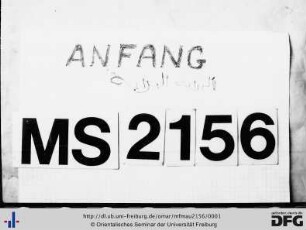 ANFANG
MS 2156
http://dl.ub.uni-freiburg.de/omar/mfmau2156/0001
© Orientalisches Seminar der Universität Freiburg
DFG